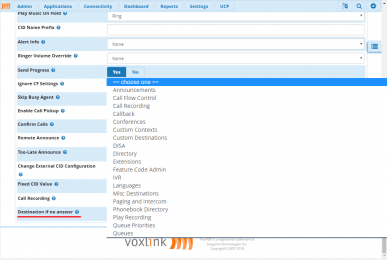 Admin Applications Connectivity Dashboard Reports Settings UCP
Play Music On Hold Ring
CID Name Prefix
Alert Info None
Ringer Volume Override None
Send Progress Yes No
Ignore CF Settings
Skip Busy Agent
Enable Call Pickup
Confirm Calls
Remote Announce
Too-Late Announce
Change External CID Configuration
Fixed CID Value
Call Recording
Destination if no answer
== choose one ==
Announcements
Call Flow Control
Call Recording
Callback
Conferences
Custom Contexts
Custom Destinations
DISA
Directory
Extensions
Feature Code Admin
IVR
Languages
Misc Destinations
Paging and Intercom
Phonebook Directory
Play Recording
Queue Priorities
Queues
voxlink